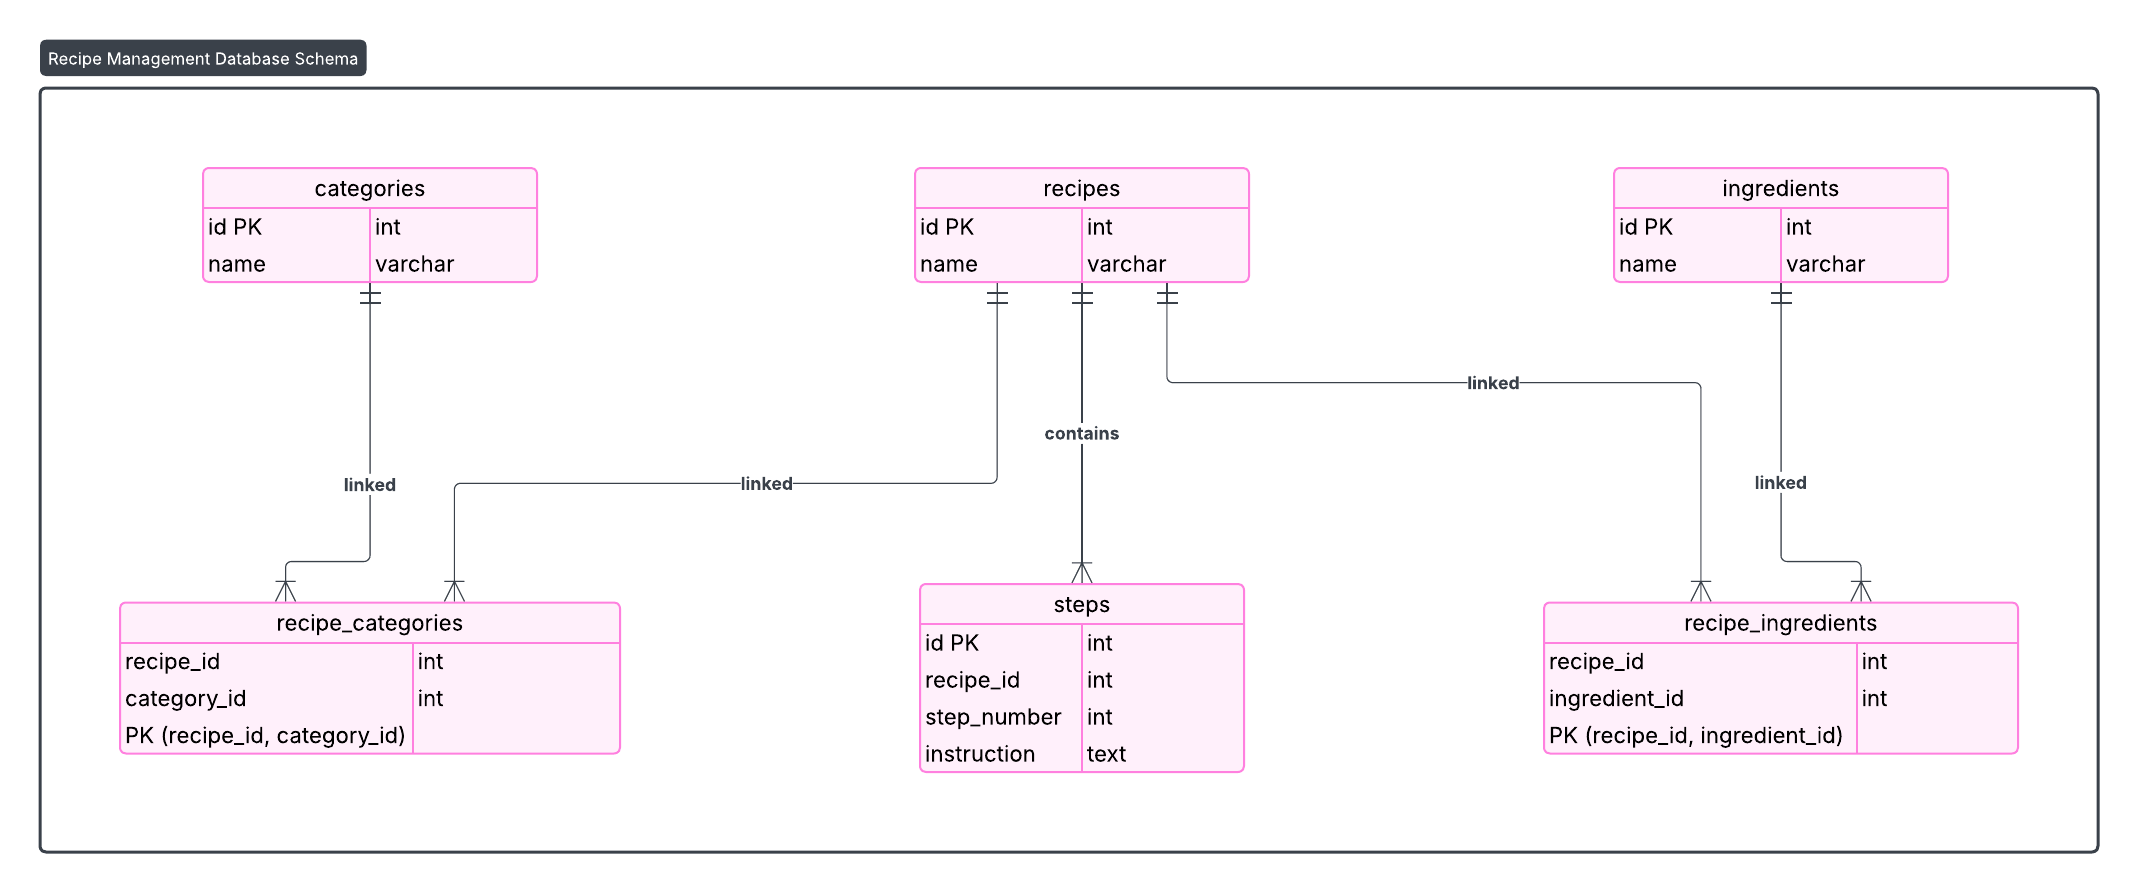 Recipe Management Database Schema
categories
id PK int
name varchar
recipes
id PK int
name varchar
ingredients
id PK int
name varchar
linked
contains
linked
linked
linked
recipe_categories
recipe_id int
category_id int
PK (recipe_id, category_id)
steps
id PK int
recipe_id int
step_number int
instruction text
recipe_ingredients
recipe_id int
ingredient_id int
PK (recipe_id, ingredient_id)